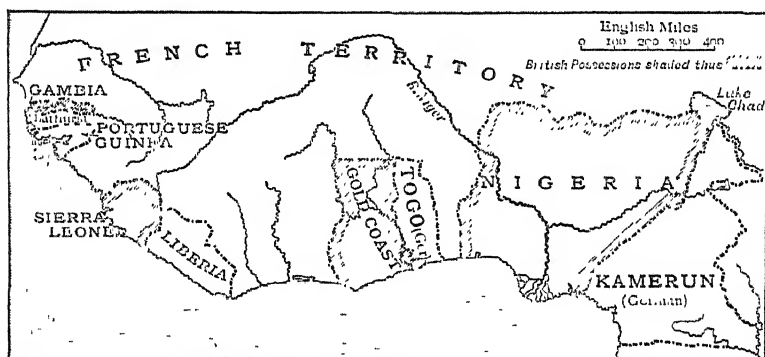 English Miles
0 100 200 300 400
British Possessions shaded thus
FRENCH TERRITORY
Lake Chad
R. Niger
GAMBIA
PORTUGUESE GUINEA
NIGERIA
GOLD COAST
TOGO (Ger.)
SIERRA LEONE
LIBERIA
KAMERUN
(German)